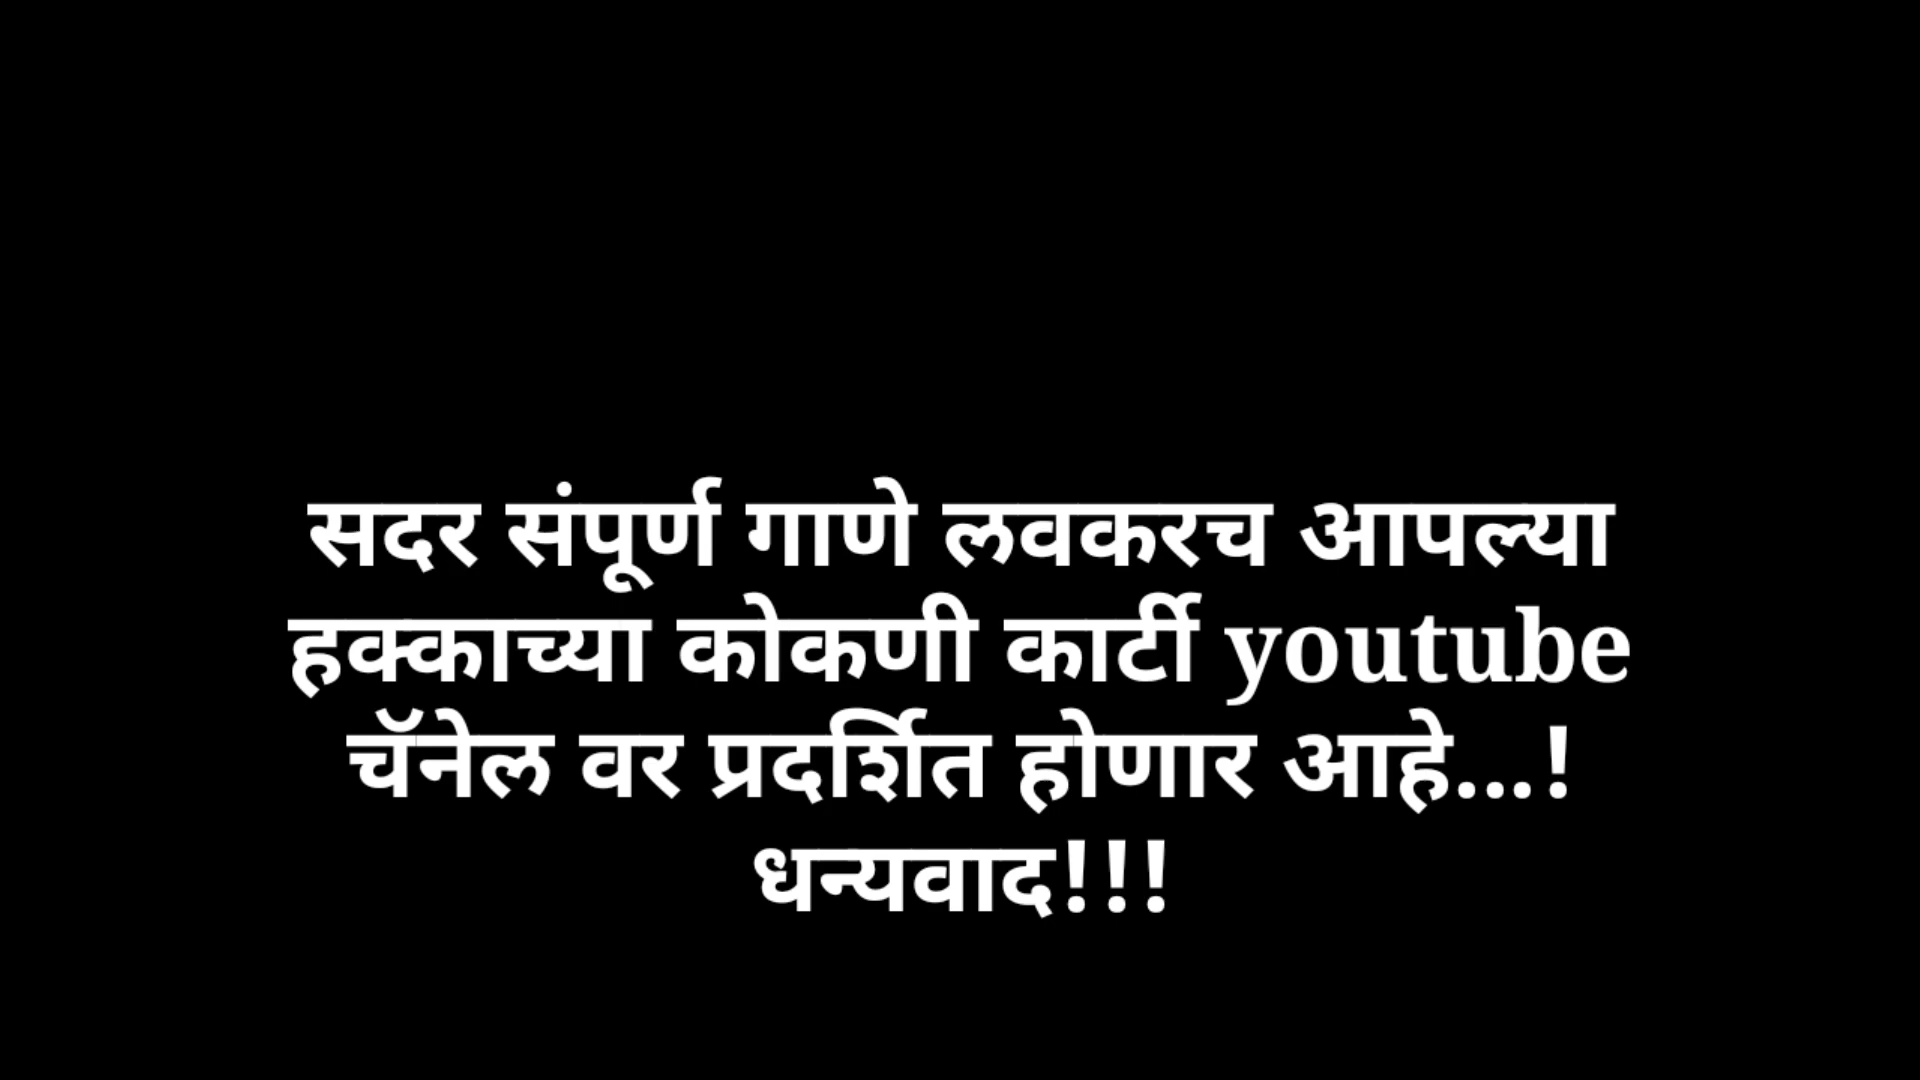 सदर संपूर्ण गाणे लवकरच आपल्या
हक्काच्या कोकणी कार्टी youtube
चॅनेल वर प्रदर्शित होणार आहे...!
धन्यवाद!!!